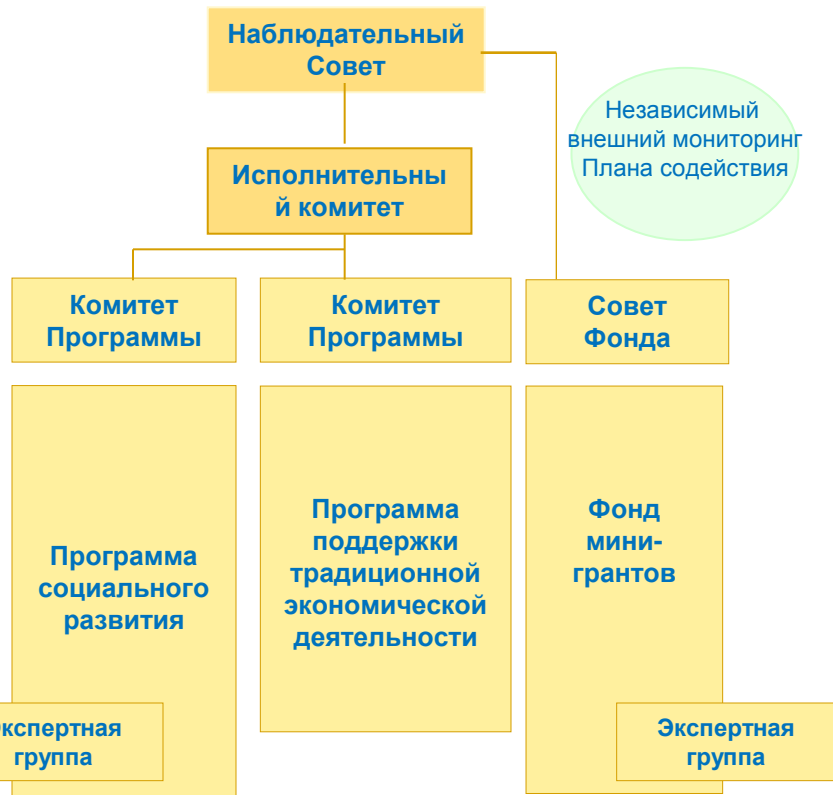 Наблюдательный
Совет
Независимый
внешний мониторинг
Плана содействия
Исполнительны
й комитет
Комитет
Программы
Комитет
Программы
Совет
Фонда
Программа
социального
развития
Программа
поддержки
традиционной
экономической
деятельности
Фонд
мини-
грантов
кспертная
группа
Экспертная
группа